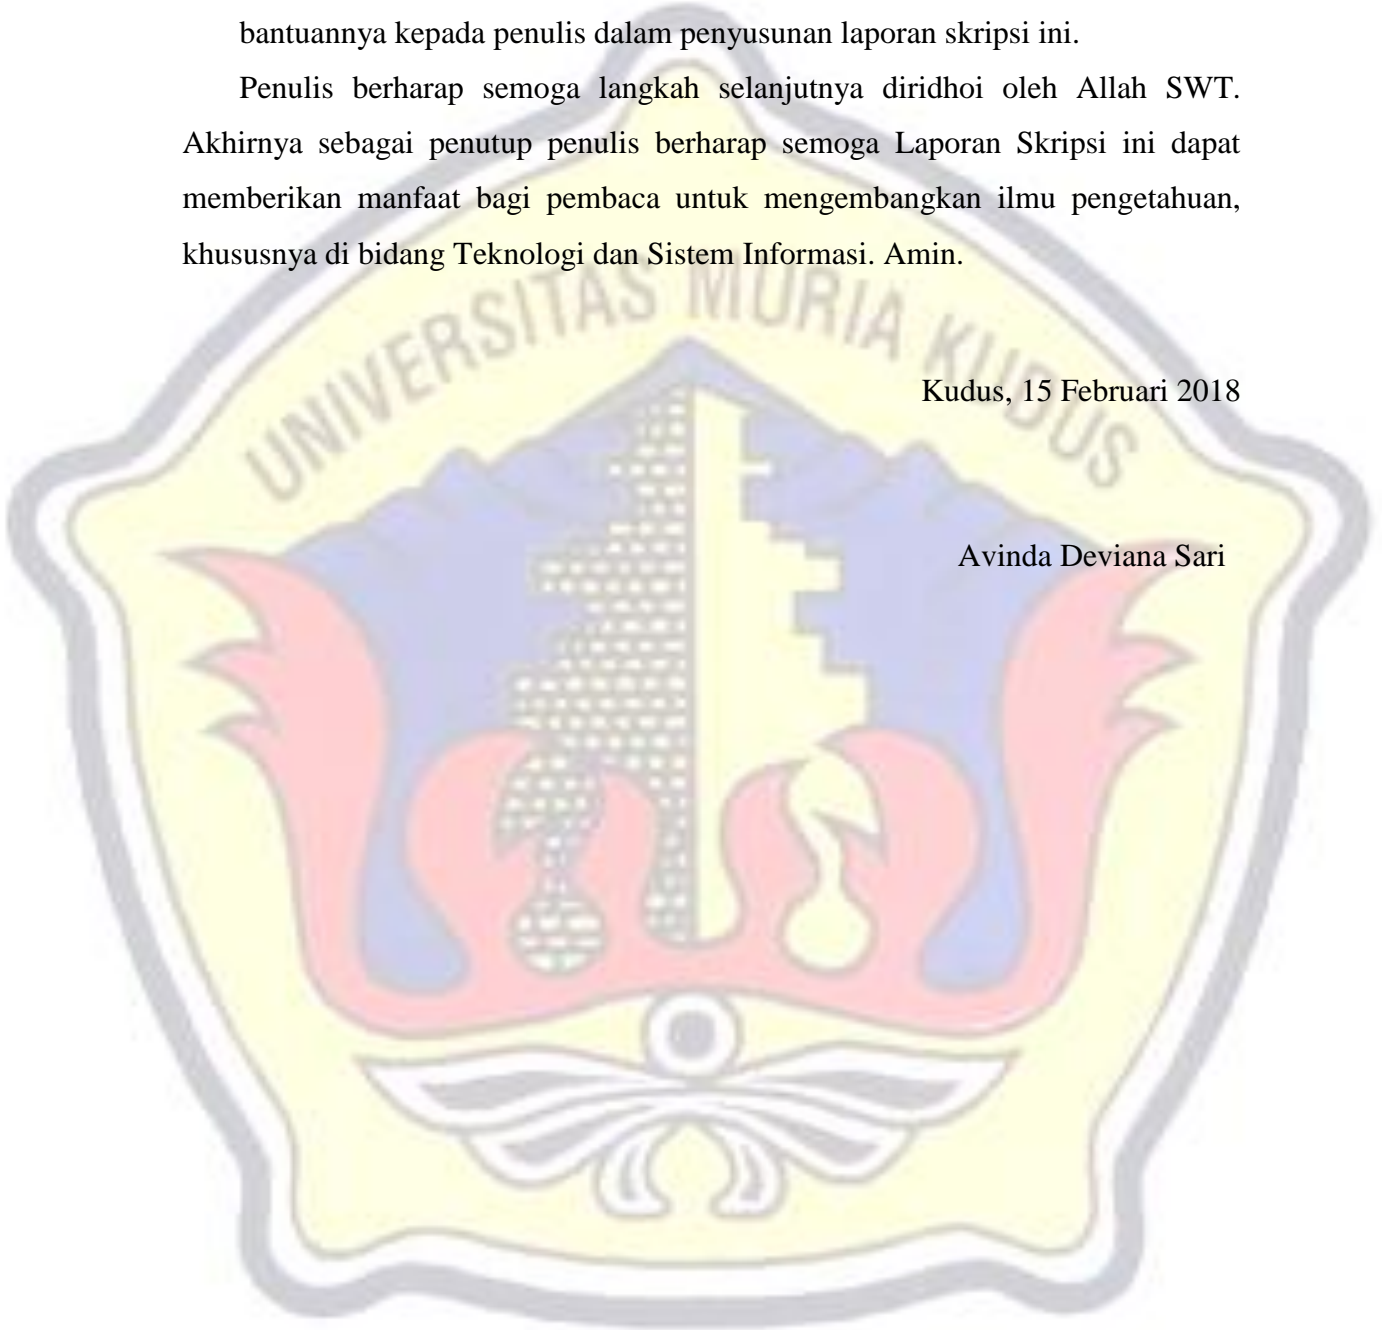 bantuannya kepada penulis dalam penyusunan laporan skripsi ini.
Penulis berharap semoga langkah selanjutnya diridhoi oleh Allah SWT.
Akhirnya sebagai penutup penulis berharap semoga Laporan Skripsi ini dapat
memberikan manfaat bagi pembaca untuk mengembangkan ilmu pengetahuan,
khususnya di bidang Teknologi dan Sistem Informasi. Amin.
UNIVERSITAS MURIA KUDUS
Kudus, 15 Februari 2018
Avinda Deviana Sari